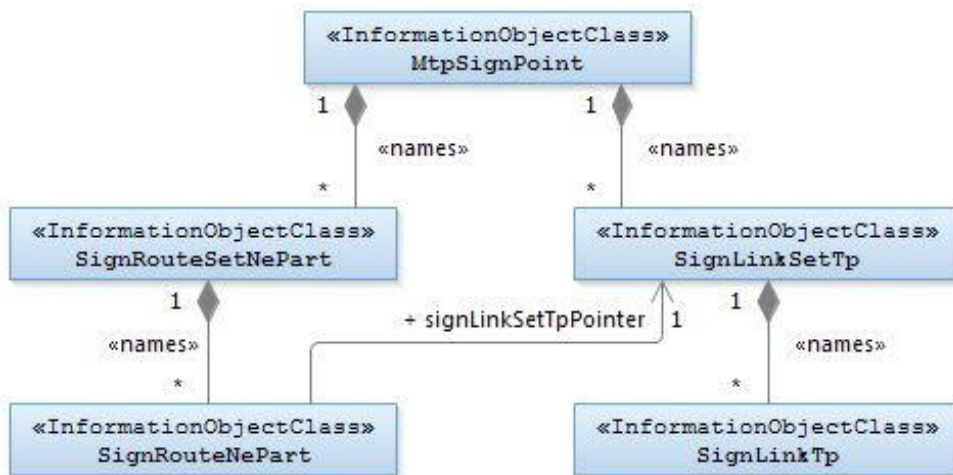 «InformationObjectClass»
MtpSignPoint
1 1
«names» «names»
* *
«InformationObjectClass» «InformationObjectClass»
SignRouteSetNePart SignLinkSetTp
1 1 1
+ signLinkSetTpPointer
«names» «names»
* *
«InformationObjectClass» «InformationObjectClass»
SignRouteNePart SignLinkTp